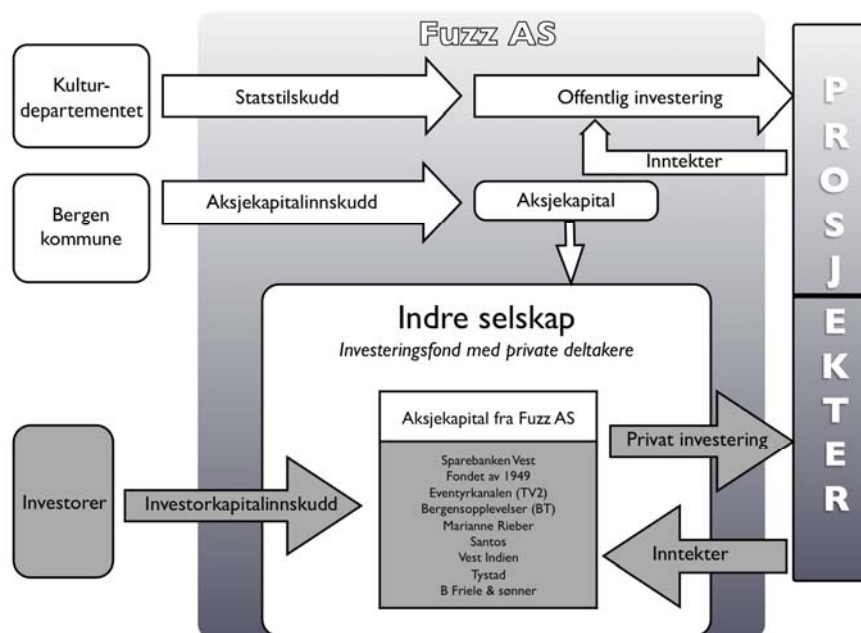 Fuzz AS
Kultur-
departementet
Statstilskudd
Offentlig investering
Inntekter
Bergen
kommune
Aksjekapitalinnskudd
Aksjekapital
Indre selskap
Investeringsfond med private deltakere
Aksjekapital fra Fuzz AS
Sparebanken Vest
Fondet av 1949
Eventyrkanalen (TV2)
Bergensopplevelser (BT)
Marianne Rieber
Santos
Vest Indien
Tystad
B Friele & sønner
Investorer
Investorkapitalinnskudd
Privat investering
Inntekter
PROSJEKTER